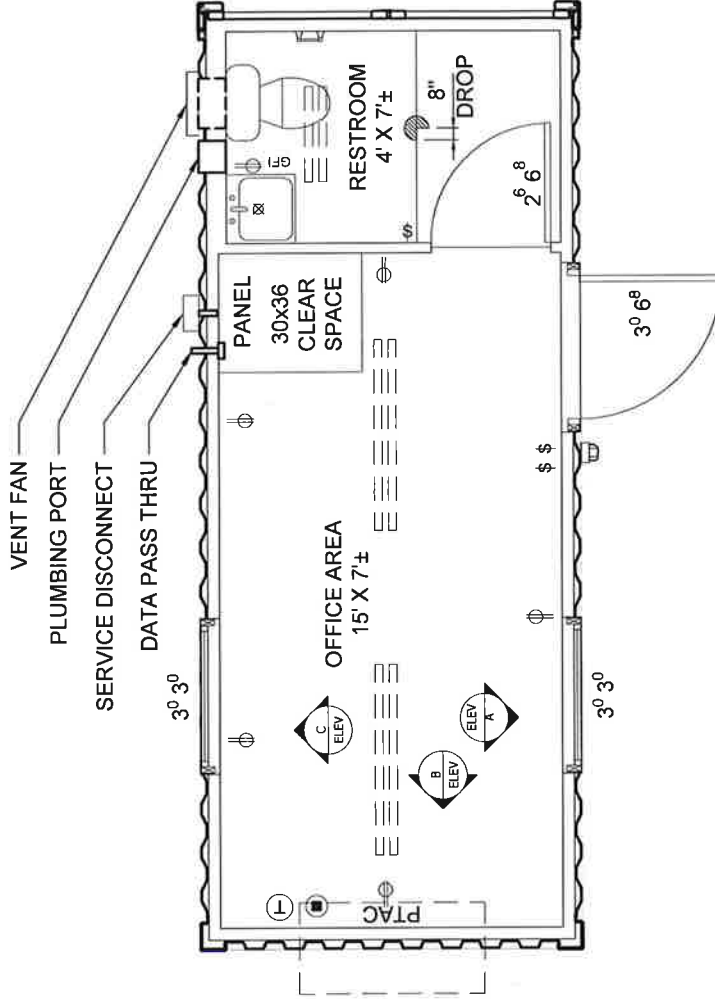 VENT FAN
PLUMBING PORT
SERVICE DISCONNECT
DATA PASS THRU
3⁰ 3⁰
PANEL
30x36
CLEAR
SPACE
GFI
RESTROOM
4' X 7'±
8"
DROP
$
2⁶ 6⁸
OFFICE AREA
15' X 7'±
C
ELEV
B
ELEV
ELEV
A
T
PTAC
$ $
3⁰ 6⁸
3⁰ 3⁰